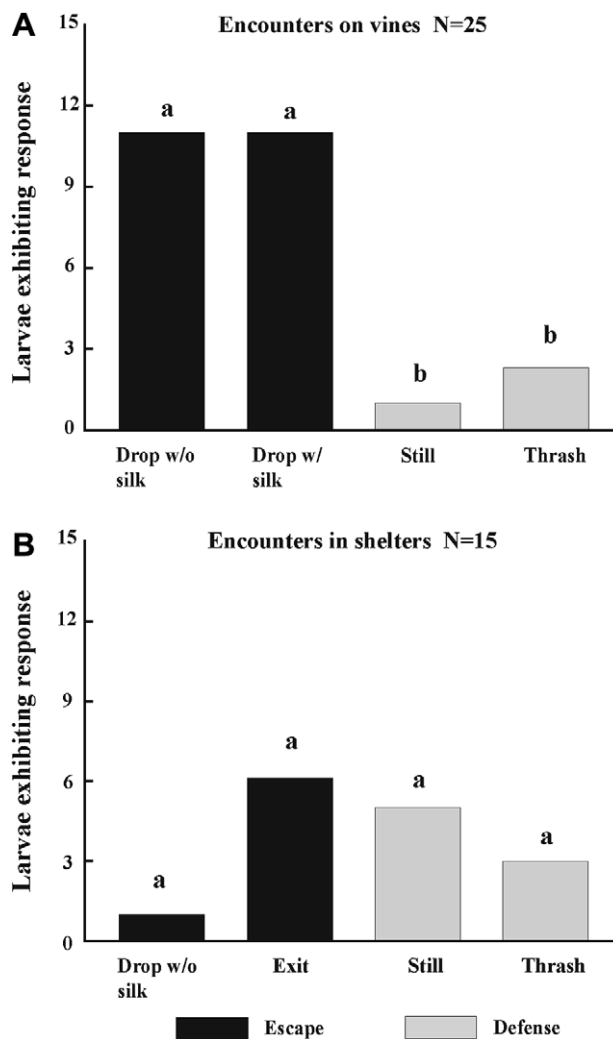 A
Encounters on vines N=25
Larvae exhibiting response
15
12
9
6
3
0
a
a
b
b
Drop w/o
silk
Drop w/
silk
Still
Thrash
B
Encounters in shelters N=15
Larvae exhibiting response
15
12
9
6
3
0
a
a
a
a
Drop w/o
silk
Exit
Still
Thrash
Escape
Defense